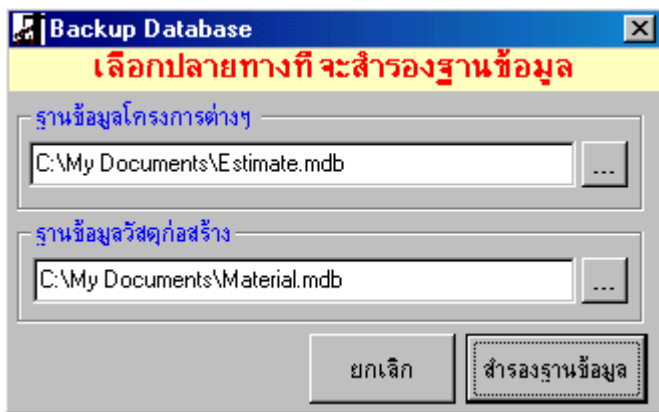 Backup Database
เลือกปลายทางที่จะสำรองฐานข้อมูล
ฐานข้อมูลโครงการต่างๆ
C:\My Documents\Estimate.mdb
...
ฐานข้อมูลวัสดุก่อสร้าง
C:\My Documents\Material.mdb
...
ยกเลิก สำรองฐานข้อมูล